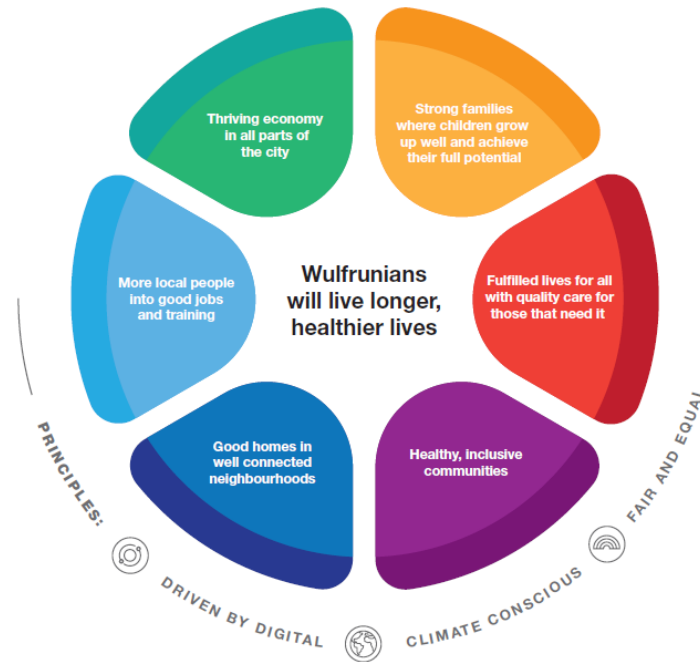 Thriving economy
in all parts of
the city
Strong families
where children grow
up well and achieve
their full potential
More local people
into good jobs
and training
Wulfrunians
will live longer,
healthier lives
Fulfilled lives for all
with quality care for
those that need it
Good homes in
well connected
neighbourhoods
Healthy, inclusive
communities
PRINCIPLES:
DRIVEN BY DIGITAL
CLIMATE CONSCIOUS
FAIR AND EQUAL